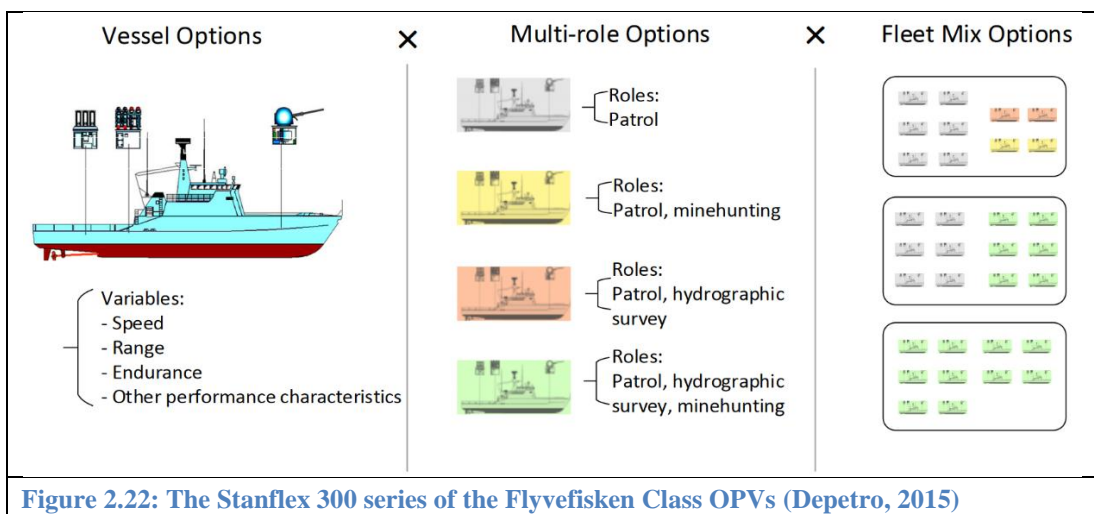 Vessel Options × Multi-role Options × Fleet Mix Options
Variables:
- Speed
- Range
- Endurance
- Other performance characteristics
Roles:
Patrol
Roles:
Patrol, minehunting
Roles:
Patrol, hydrographic
survey
Roles:
Patrol, hydrographic
survey, minehunting
Figure 2.22: The Stanflex 300 series of the Flyvefisken Class OPVs (Depetro, 2015)